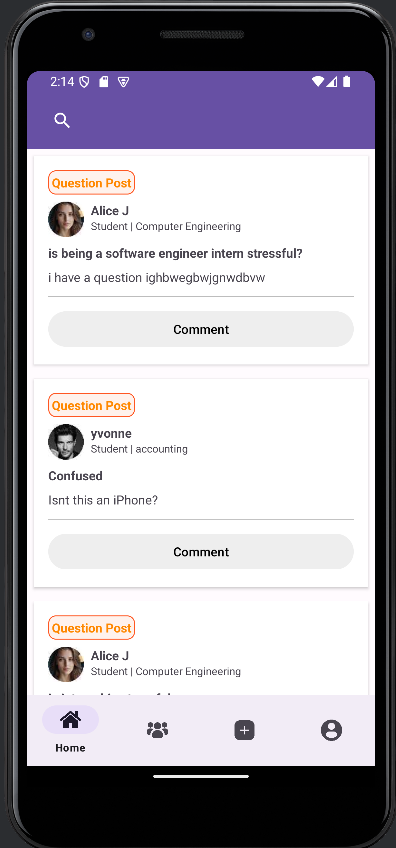 2:14
Question Post
Alice J
Student | Computer Engineering
is being a software engineer intern stressful?
i have a question ighbwegbwjgnwdbvw
Comment
Question Post
yvonne
Student | accounting
Confused
Isnt this an iPhone?
Comment
Question Post
Alice J
Student | Computer Engineering
Home